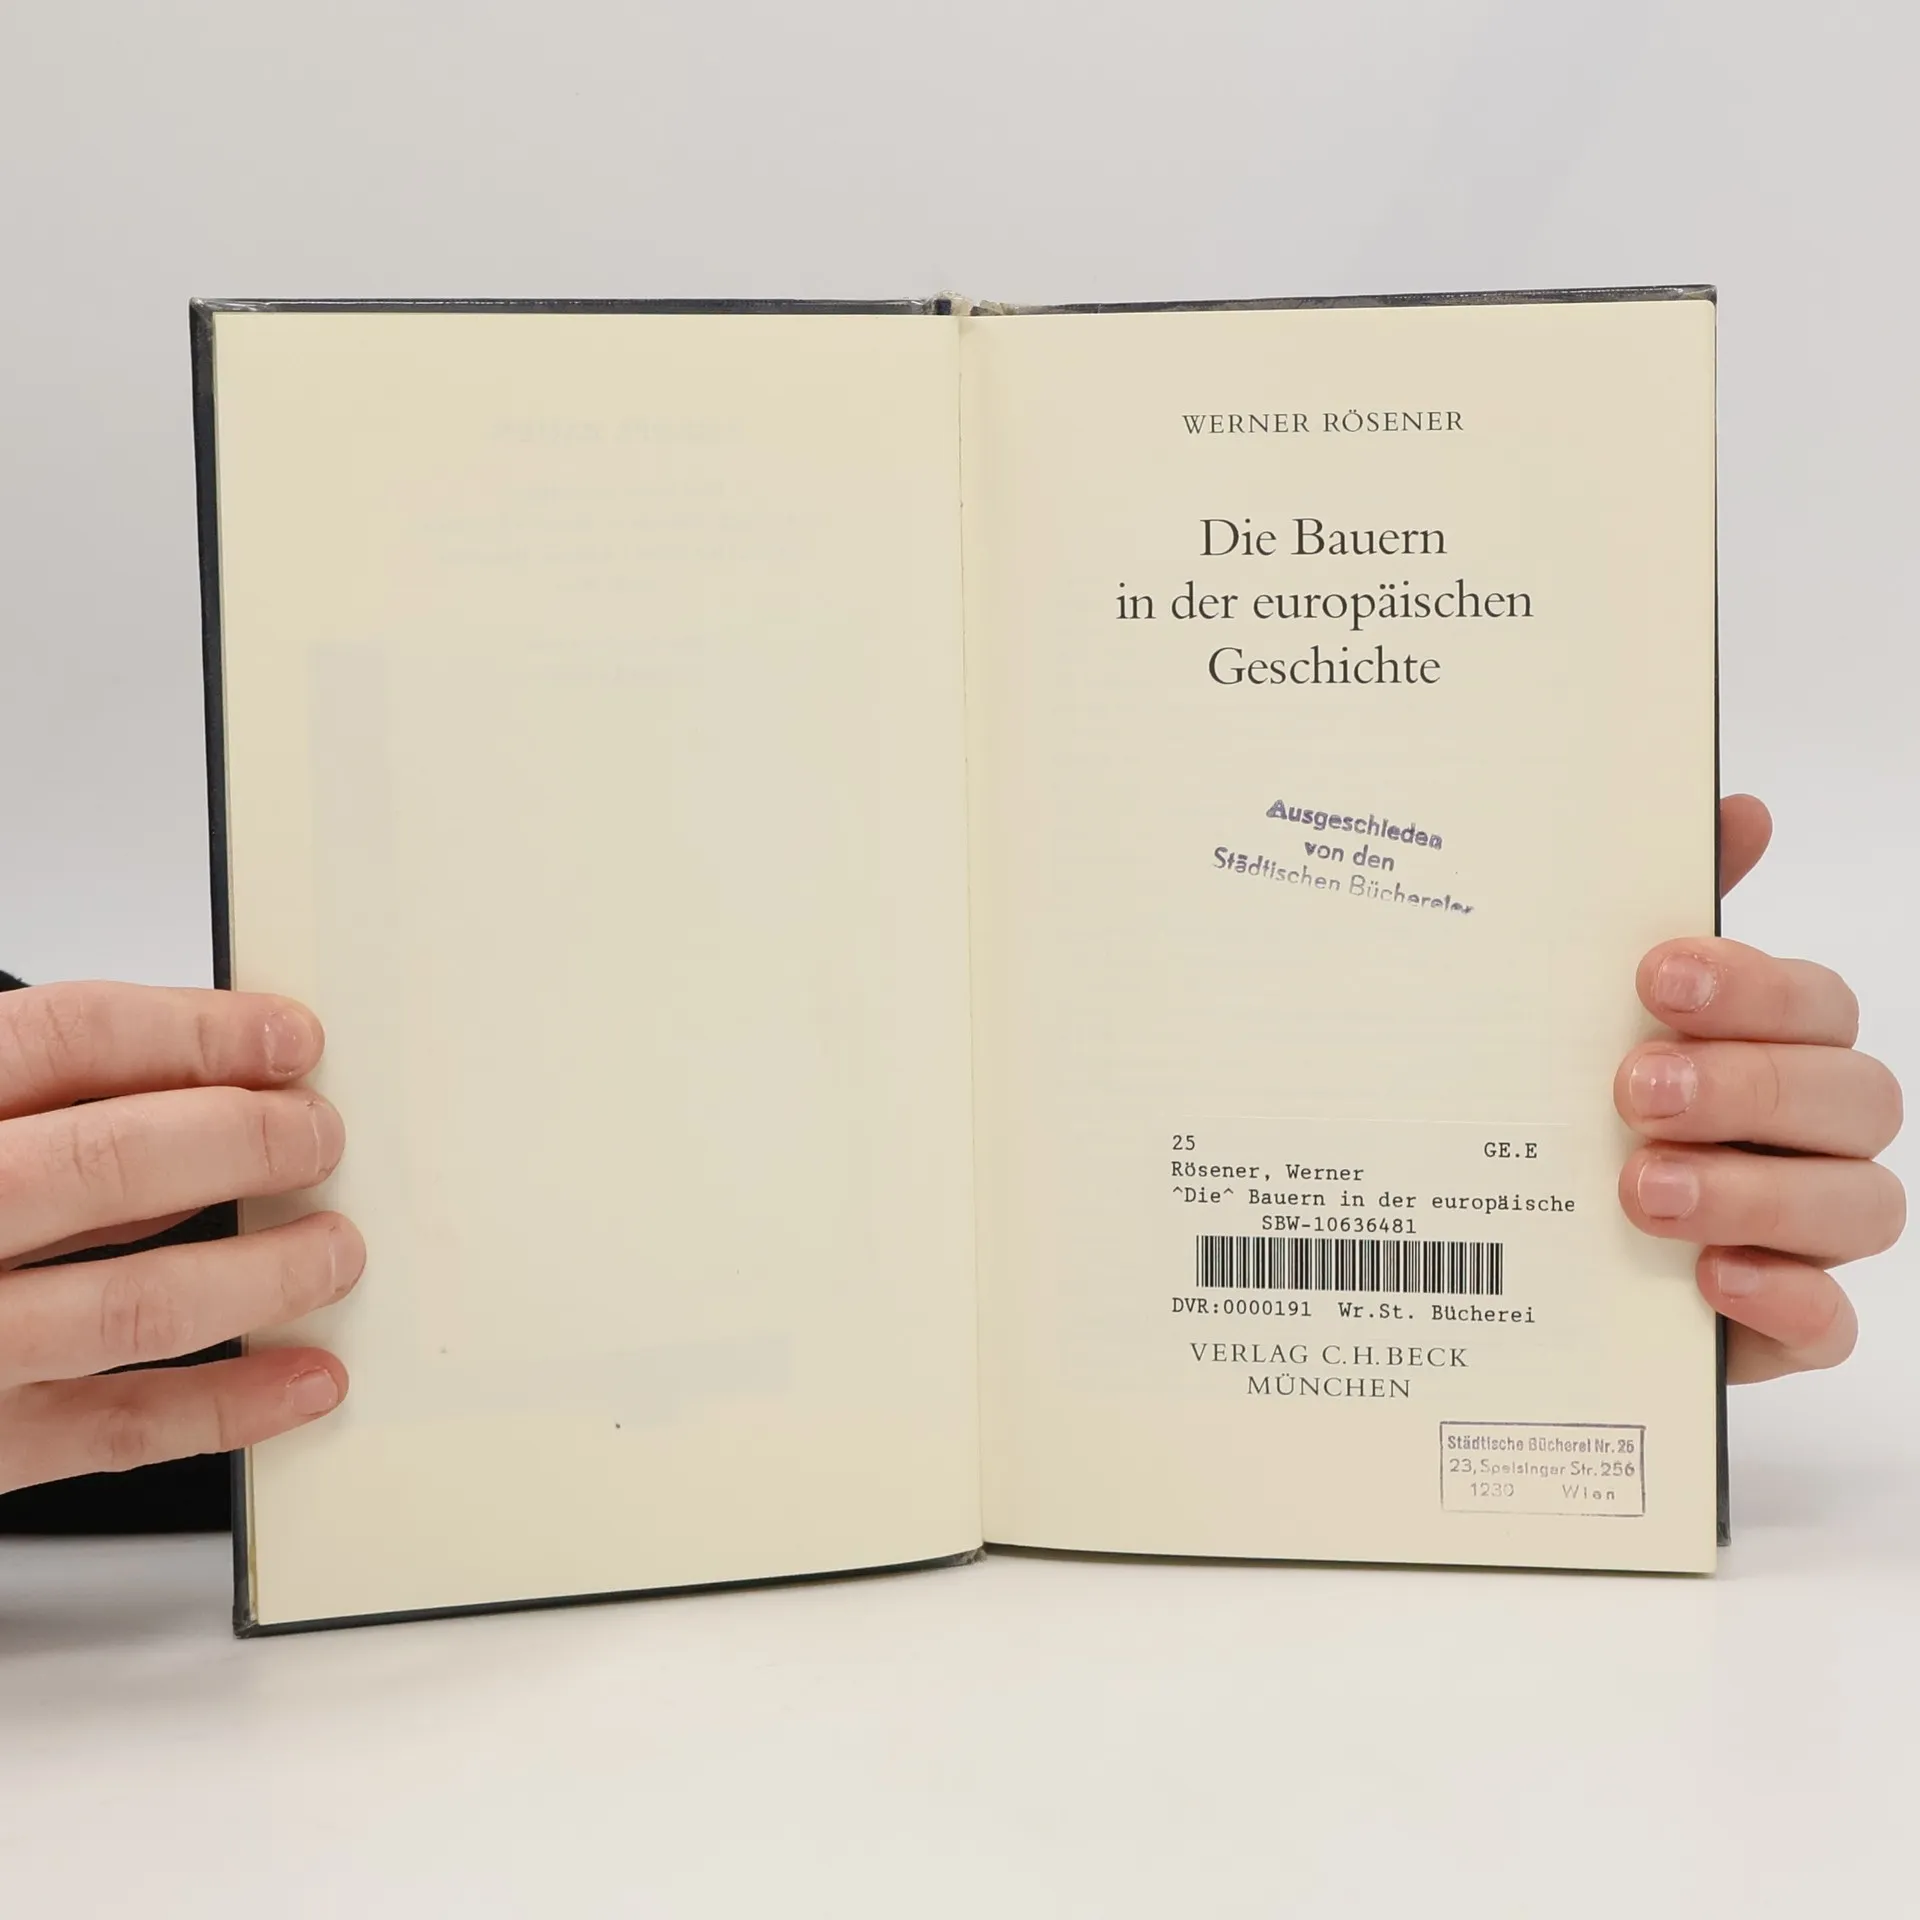 WERNER RÖSENER
Die Bauern
in der europäischen
Geschichte
Ausgeschieden
von den
Städtischen Büchereien
25 GE.E
Rösener, Werner
^Die^ Bauern in der europäische
SBW-10636481
DVR:0000191 Wr.St. Bücherei
VERLAG C.H.BECK
MÜNCHEN
Städtische Bücherei Nr. 25
23, Speisinger Str. 256
1230 Wien